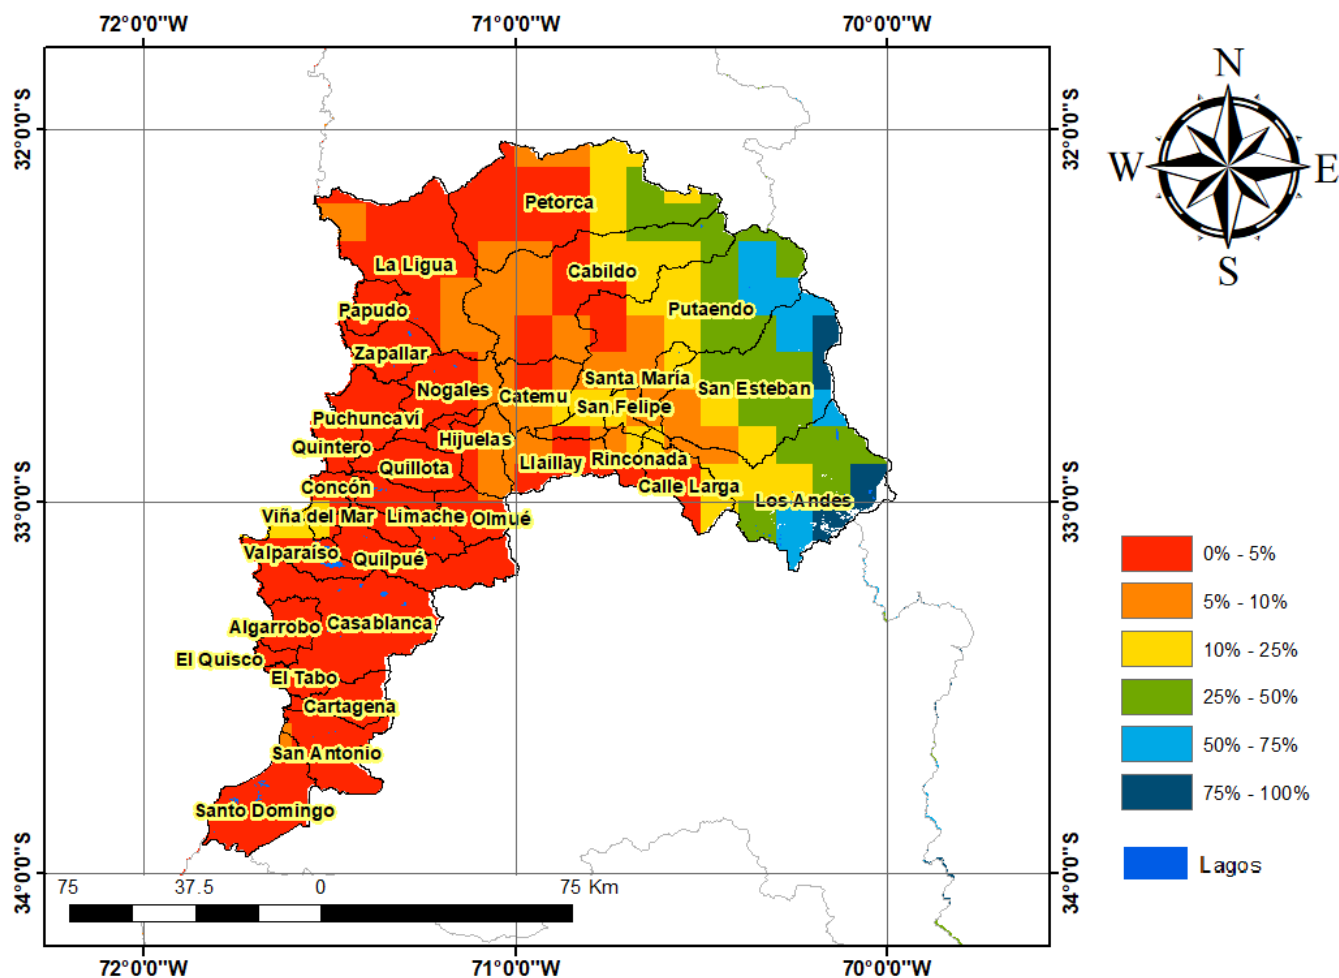 72°0'0"W 71°0'0"W 70°0'0"W
N
W E
S
32°0'0"S 32°0'0"S
Petorca
La Ligua
Cabildo
Papudo
Putaendo
Zapallar
Santa María
San Esteban
Nogales
Catemu
San Felipe
Puchuncaví
Hijuelas
Quintero
Quillota
Llaillay
Rinconada
Concón
Calle Larga
33°0'0"S 33°0'0"S
Los Andes
Viña del Mar
Limache
Olmué
Valparaíso
Quilpué
0% - 5%
5% - 10%
10% - 25%
25% - 50%
50% - 75%
75% - 100%
Lagos
Algarrobo
Casablanca
El Quisco
El Tabo
Cartagena
San Antonio
Santo Domingo
34°0'0"S 34°0'0"S
75 37.5 0 75 Km
72°0'0"W 71°0'0"W 70°0'0"W